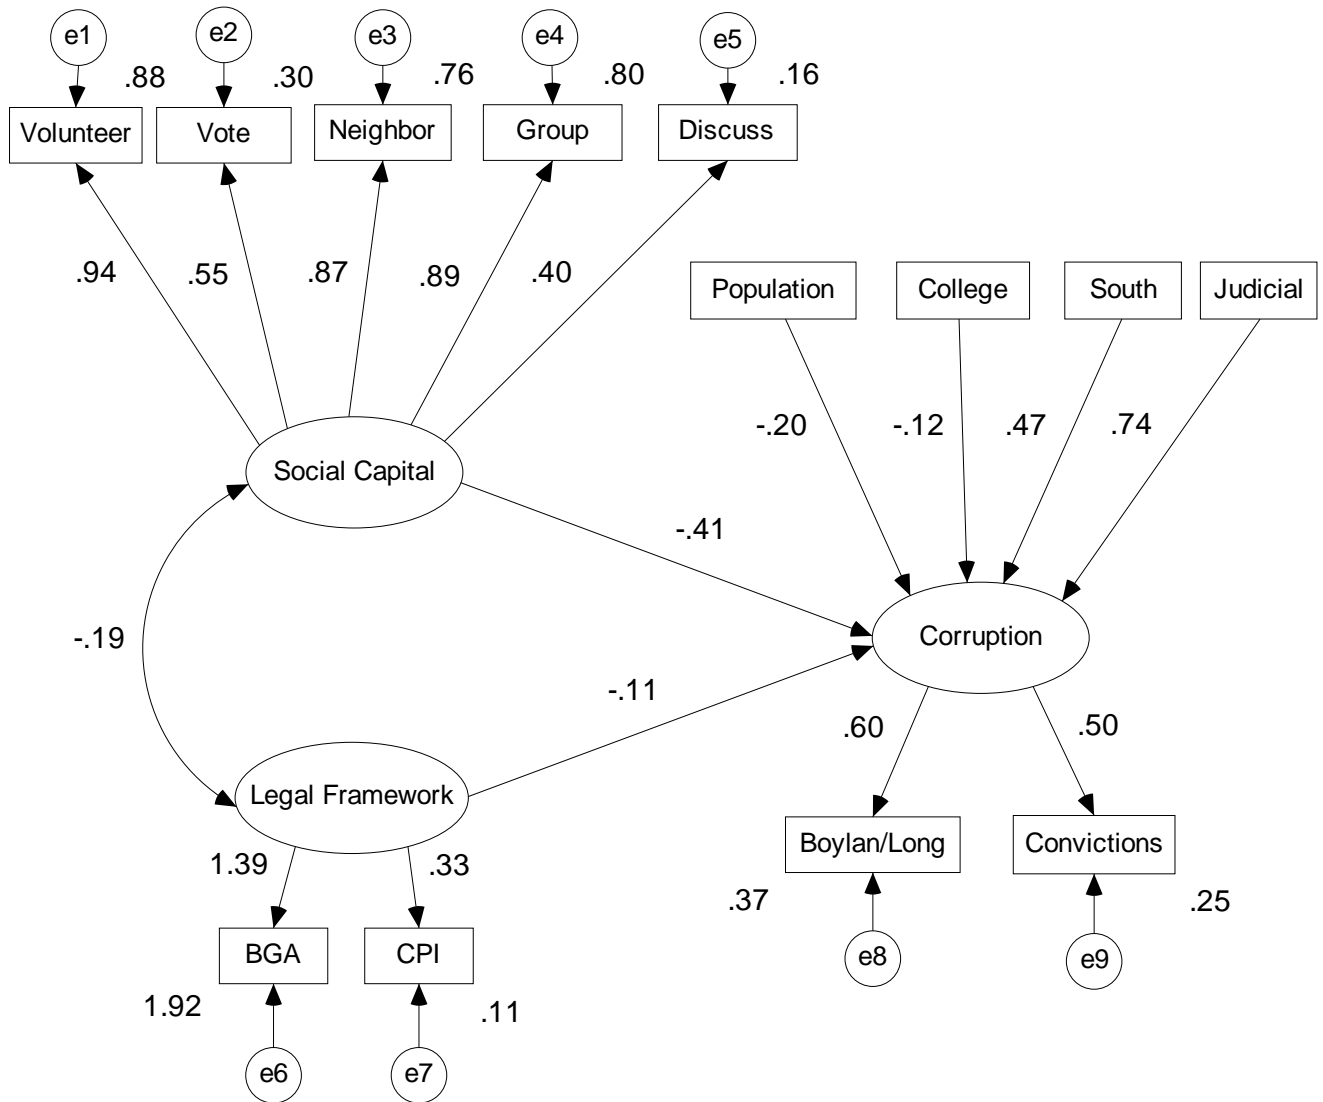 e1
e2
e3
e4
e5
.88
.30
.76
.80
.16
Volunteer
Vote
Neighbor
Group
Discuss
.94
.55
.87
.89
.40
Population
College
South
Judicial
-.20
-.12
.47
.74
Social Capital
-.41
-.19
Corruption
-.11
.60
.50
Legal Framework
1.39
.33
Boylan/Long
Convictions
.37
.25
BGA
CPI
e8
e9
1.92
.11
e6
e7